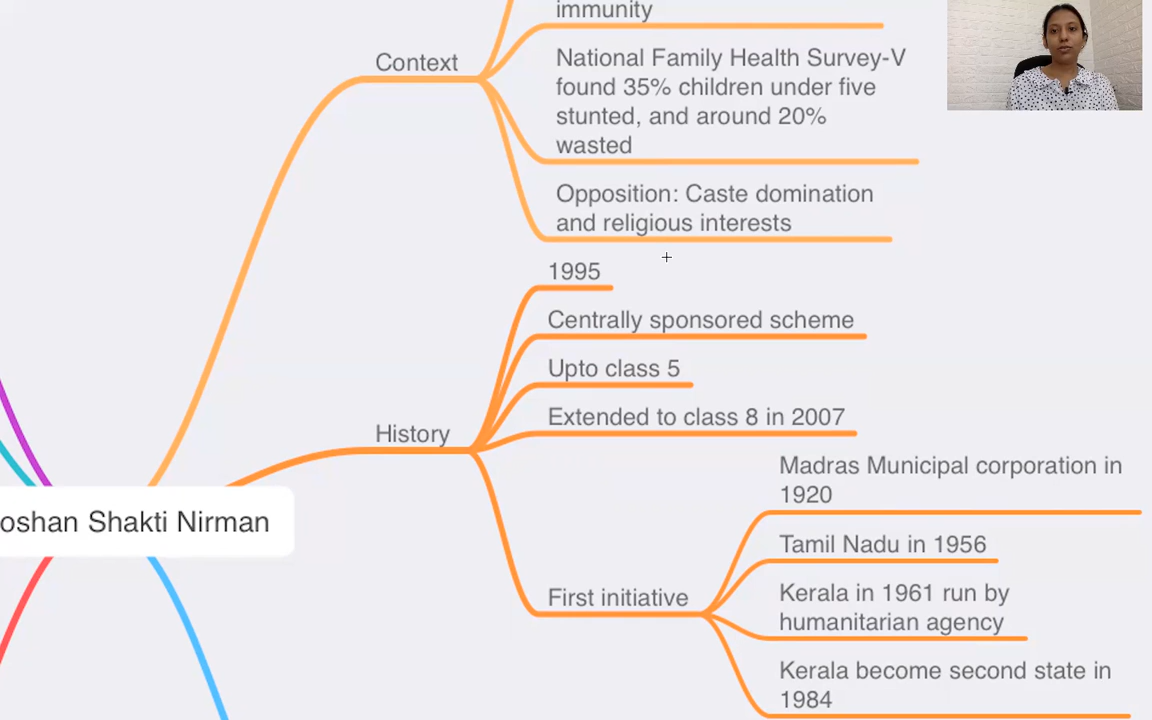 immunity
Context
National Family Health Survey-V
found 35% children under five
stunted, and around 20%
wasted
Opposition: Caste domination
and religious interests
1995
Centrally sponsored scheme
Upto class 5
Extended to class 8 in 2007
History
Madras Municipal corporation in
1920
oshan Shakti Nirman
Tamil Nadu in 1956
First initiative
Kerala in 1961 run by
humanitarian agency
Kerala become second state in
1984